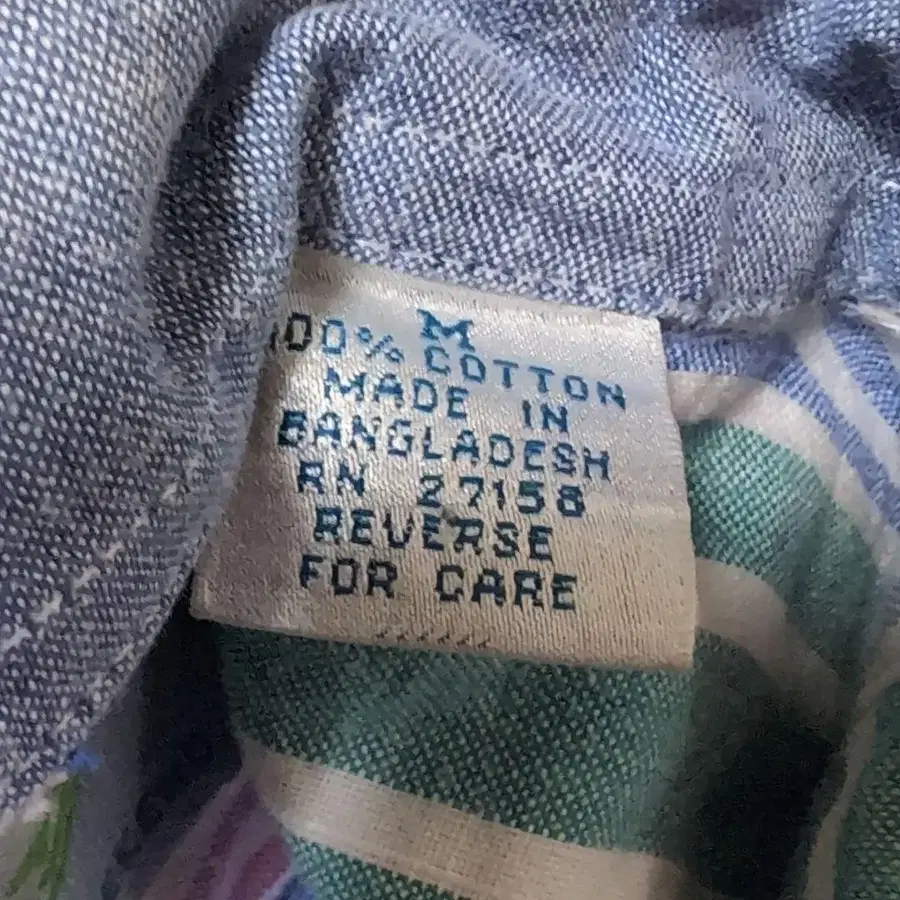 M
100% COTTON
MADE IN
BANGLADESH
RN 27158
REVERSE
FOR CARE